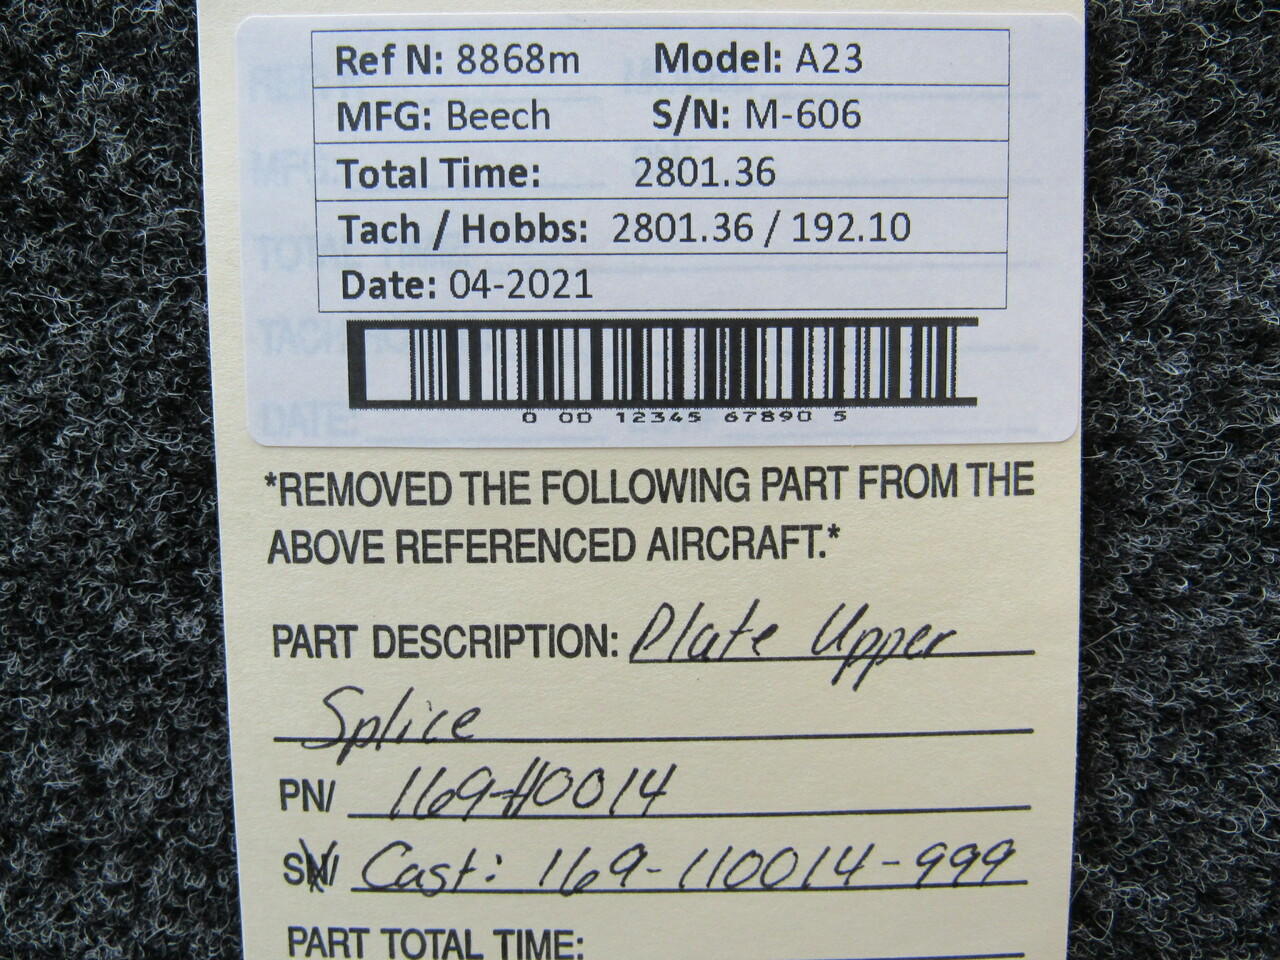 Ref N: 8868m Model: A23
MFG: Beech S/N: M-606
Total Time: 2801.36
Tach / Hobbs: 2801.36 / 192.10
Date: 04-2021
0 00 12345 67890 5
*REMOVED THE FOLLOWING PART FROM THE
ABOVE REFERENCED AIRCRAFT.*
PART DESCRIPTION: Plate Upper
Splice
PN/ 169-110014
SN/ Cast: 169-110014-999
PART TOTAL TIME: